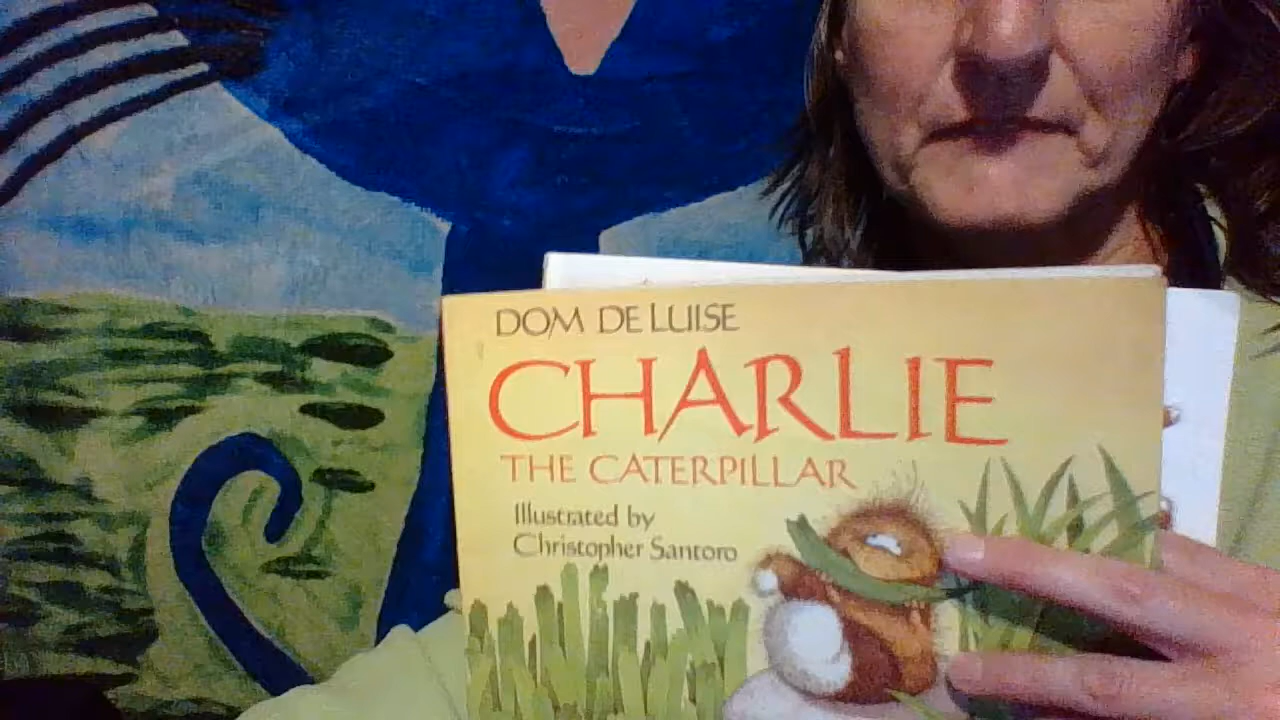 DOM DE LUISE
CHARLIE
THE CATERPILLAR
Illustrated by
Christopher Santoro